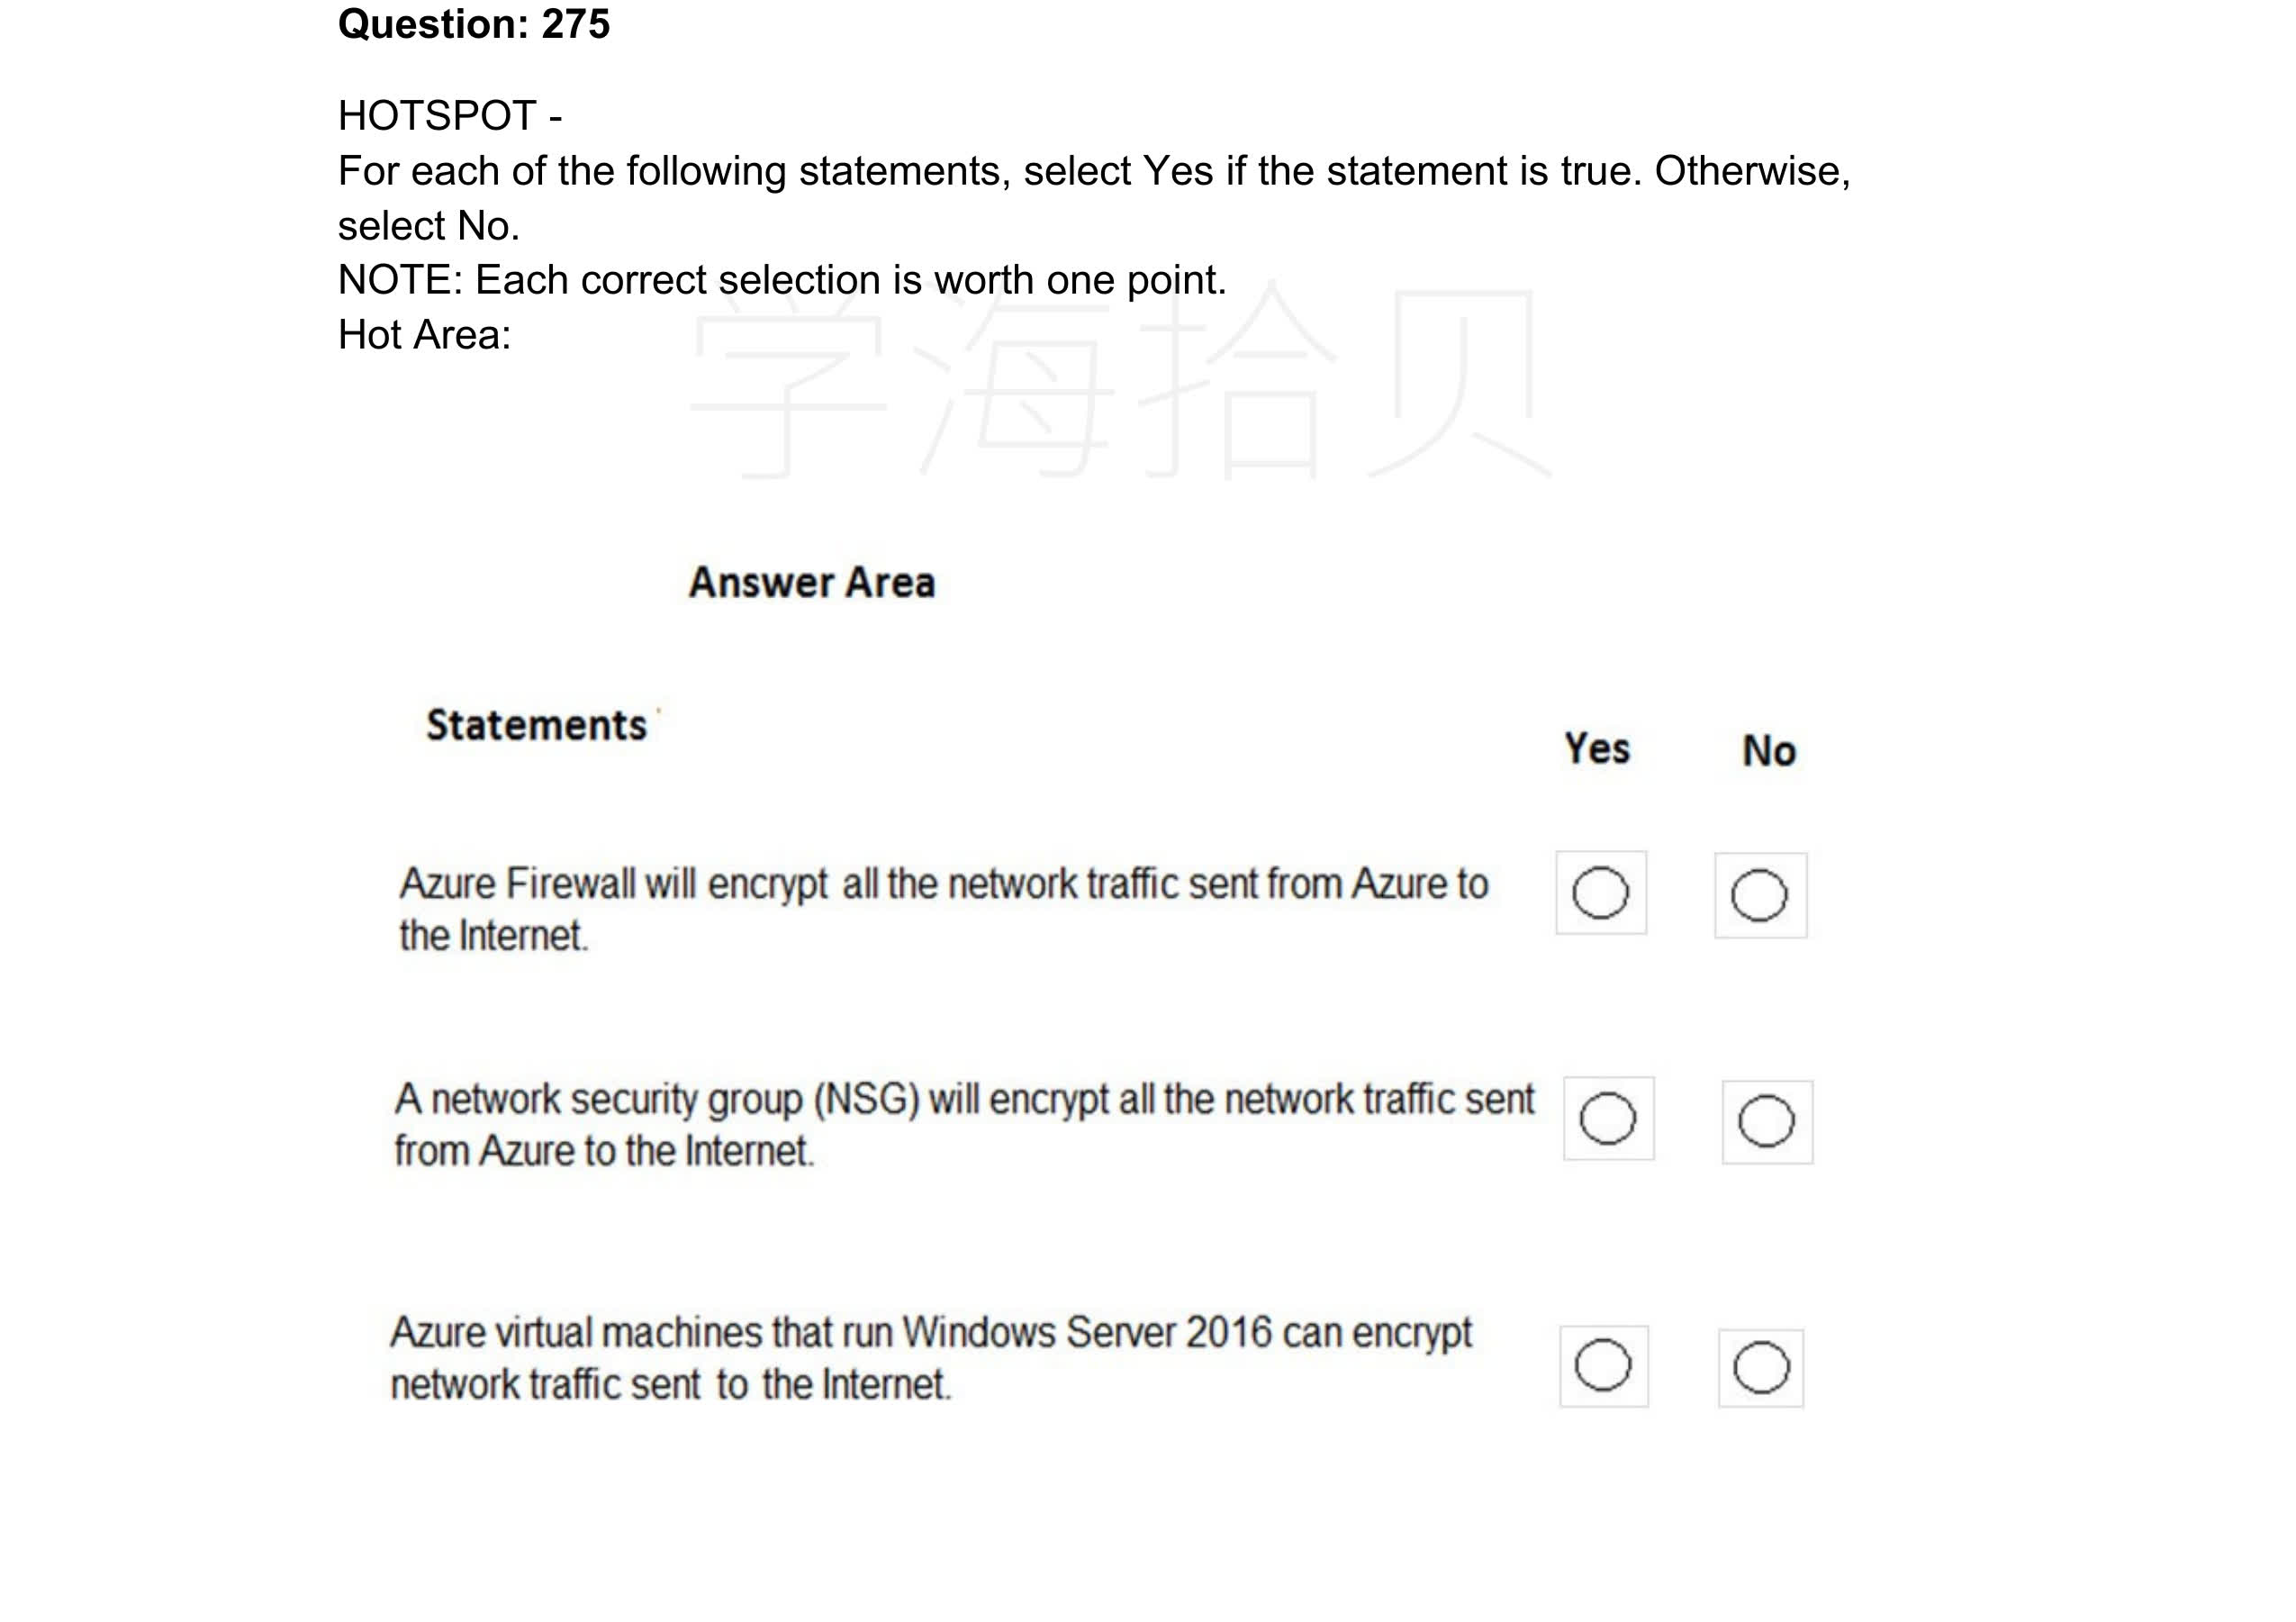 Question: 275
HOTSPOT -
For each of the following statements, select Yes if the statement is true. Otherwise,
select No.
NOTE: Each correct selection is worth one point.
Hot Area:
学海拾贝
Answer Area
Statements
Yes No
Azure Firewall will encrypt all the network traffic sent from Azure to
the Internet.
A network security group (NSG) will encrypt all the network traffic sent
from Azure to the Internet.
Azure virtual machines that run Windows Server 2016 can encrypt
network traffic sent to the Internet.